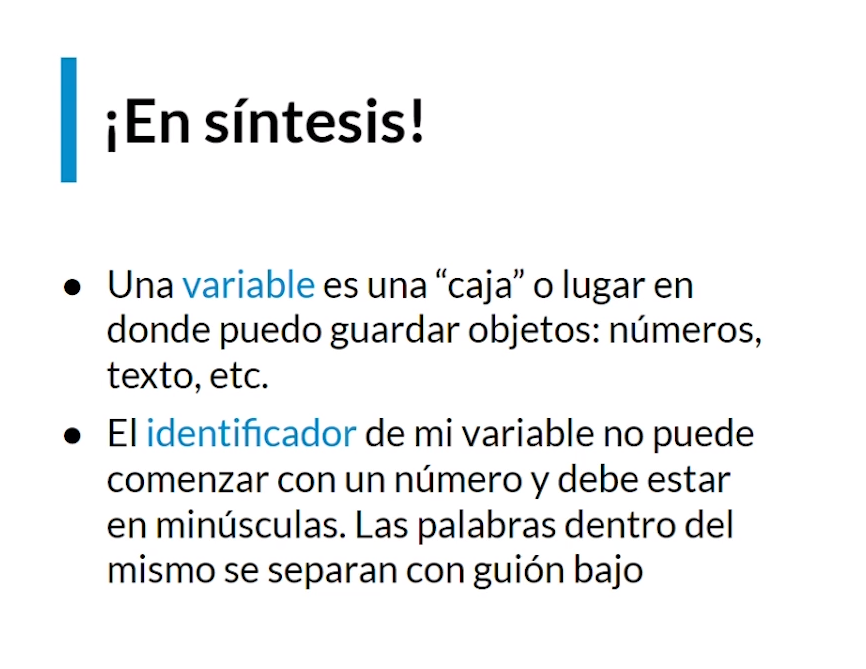 ¡En síntesis!
● Una variable es una “caja” o lugar en
donde puedo guardar objetos: números,
texto, etc.
● El identificador de mi variable no puede
comenzar con un número y debe estar
en minúsculas. Las palabras dentro del
mismo se separan con guión bajo